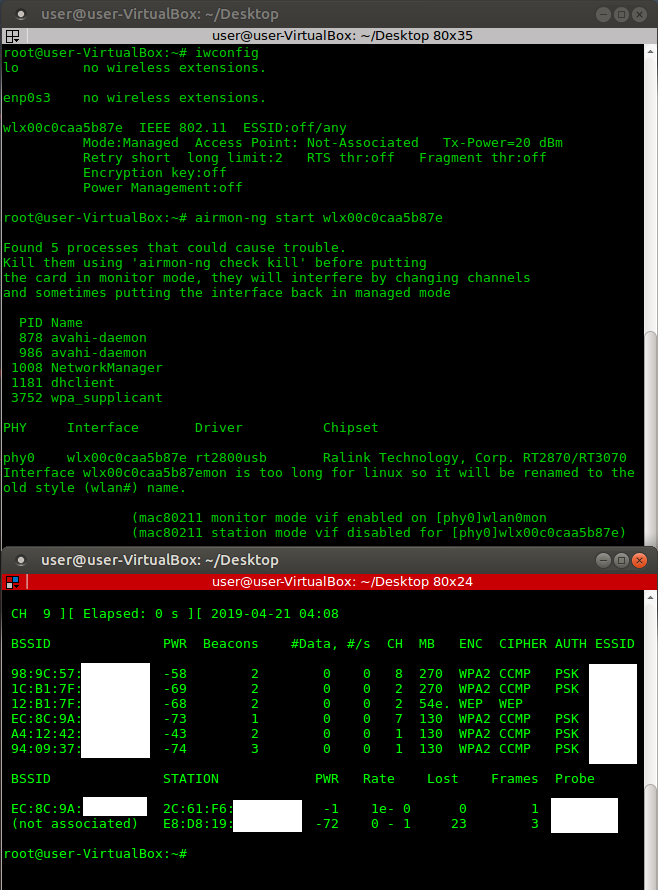 user@user-VirtualBox: ~/Desktop
user@user-VirtualBox: ~/Desktop 80x35
root@user-VirtualBox:~# iwconfig
lo        no wireless extensions.
enp0s3    no wireless extensions.
wlx00c0caa5b87e  IEEE 802.11  ESSID:off/any
          Mode:Managed  Access Point: Not-Associated   Tx-Power=20 dBm
          Retry short  long limit:2   RTS thr:off   Fragment thr:off
          Encryption key:off
          Power Management:off
root@user-VirtualBox:~# airmon-ng start wlx00c0caa5b87e
Found 5 processes that could cause trouble.
Kill them using 'airmon-ng check kill' before putting
the card in monitor mode, they will interfere by changing channels
and sometimes putting the interface back in managed mode
  PID Name
  878 avahi-daemon
  986 avahi-daemon
 1008 NetworkManager
 1181 dhclient
 3752 wpa_supplicant
PHY     Interface       Driver          Chipset
phy0    wlx00c0caa5b87e rt2800usb       Ralink Technology, Corp. RT2870/RT3070
Interface wlx00c0caa5b87emon is too long for linux so it will be renamed to the
old style (wlan#) name.
                (mac80211 monitor mode vif enabled on [phy0]wlan0mon
                (mac80211 station mode vif disabled for [phy0]wlx00c0caa5b87e)
user@user-VirtualBox: ~/Desktop
user@user-VirtualBox: ~/Desktop 80x24
 CH  9 ][ Elapsed: 0 s ][ 2019-04-21 04:08
 BSSID              PWR  Beacons    #Data, #/s  CH  MB   ENC  CIPHER AUTH ESSID
 98:9C:57:          -58        2        0    0   8  270  WPA2 CCMP   PSK
 1C:B1:7F:          -69        2        0    0   2  270  WPA2 CCMP   PSK
 12:B1:7F:          -68        2        0    0   2  54e. WEP  WEP
 EC:8C:9A:          -73        1        0    0   7  130  WPA2 CCMP   PSK
 A4:12:42:          -43        2        0    0   1  130  WPA2 CCMP   PSK
 94:09:37:          -74        3        0    0   1  130  WPA2 CCMP   PSK
 BSSID              STATION            PWR   Rate    Lost    Frames  Probe
 EC:8C:9A:          2C:61:F6:           -1    1e- 0      0        1
 (not associated)   E8:D8:19:          -72    0 - 1     23        3
root@user-VirtualBox:~#